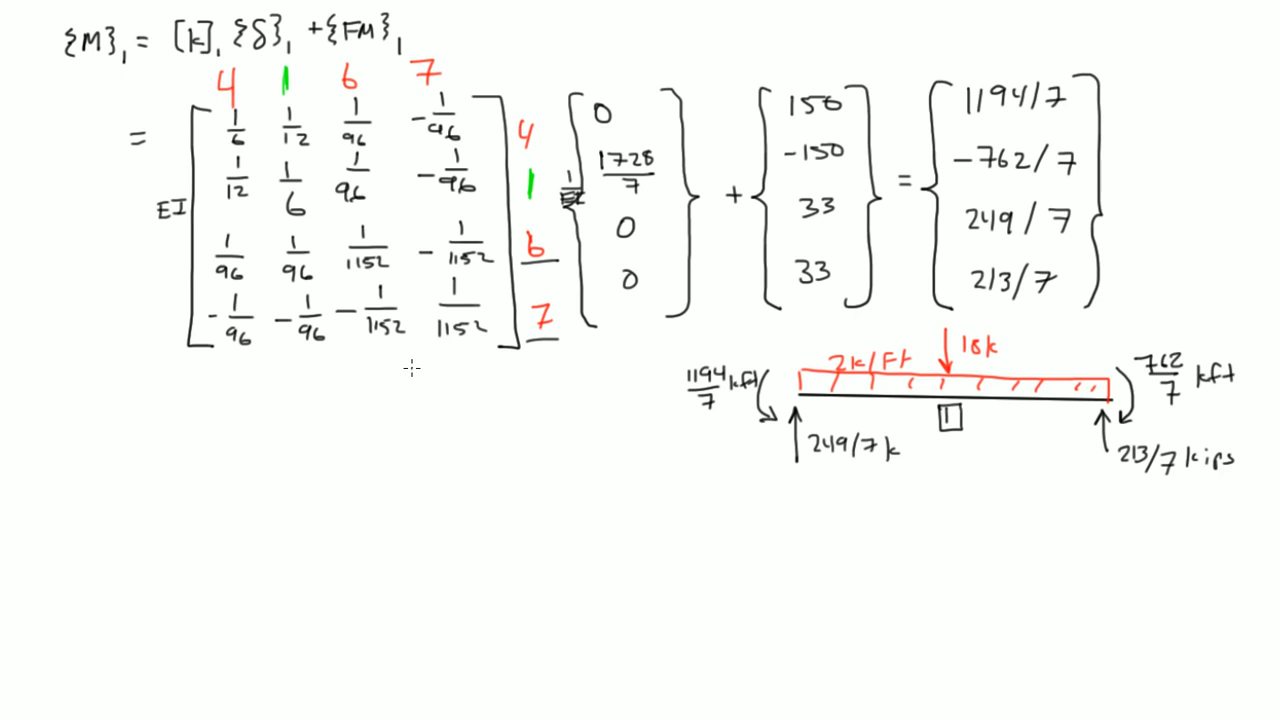 {M}₁ = [k]₁ {δ}₁ + {FM}₁
4 1 6 7
= EI [ 1/6 1/12 1/96 -1/96 ] 4 { 0 } + { 150 } = { 1194/7 }
[ 1/12 1/6 1/96 -1/96 ] 1 1/EI { 1728/7 } { -150 } { -762/7 }
[ 1/96 1/96 1/1152 -1/1152 ] 6 { 0 } { 33 } { 249/7 }
[ -1/96 -1/96 -1/1152 1/1152 ] 7 { 0 } { 33 } { 213/7 }
18k
1194/7 kft 2k/Ft 762/7 kft
1
249/7 k 213/7 kips